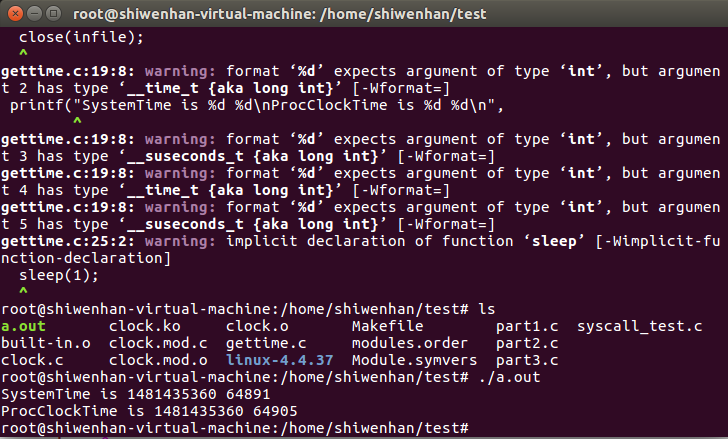 root@shiwenhan-virtual-machine: /home/shiwenhan/test
close(infile);
^
gettime.c:19:8: warning: format ‘%d’ expects argument of type ‘int’, but argumen
t 2 has type ‘__time_t {aka long int}’ [-Wformat=]
printf("SystemTime is %d %d\nProcClockTime is %d %d\n",
^
gettime.c:19:8: warning: format ‘%d’ expects argument of type ‘int’, but argumen
t 3 has type ‘__suseconds_t {aka long int}’ [-Wformat=]
gettime.c:19:8: warning: format ‘%d’ expects argument of type ‘int’, but argumen
t 4 has type ‘__time_t {aka long int}’ [-Wformat=]
gettime.c:19:8: warning: format ‘%d’ expects argument of type ‘int’, but argumen
t 5 has type ‘__suseconds_t {aka long int}’ [-Wformat=]
gettime.c:25:2: warning: implicit declaration of function ‘sleep’ [-Wimplicit-fu
nction-declaration]
sleep(1);
^
root@shiwenhan-virtual-machine:/home/shiwenhan/test# ls
a.out clock.ko clock.o Makefile part1.c syscall_test.c
built-in.o clock.mod.c gettime.c modules.order part2.c
clock.c clock.mod.o linux-4.4.37 Module.symvers part3.c
root@shiwenhan-virtual-machine:/home/shiwenhan/test# ./a.out
SystemTime is 1481435360 64891
ProcClockTime is 1481435360 64905
root@shiwenhan-virtual-machine:/home/shiwenhan/test#